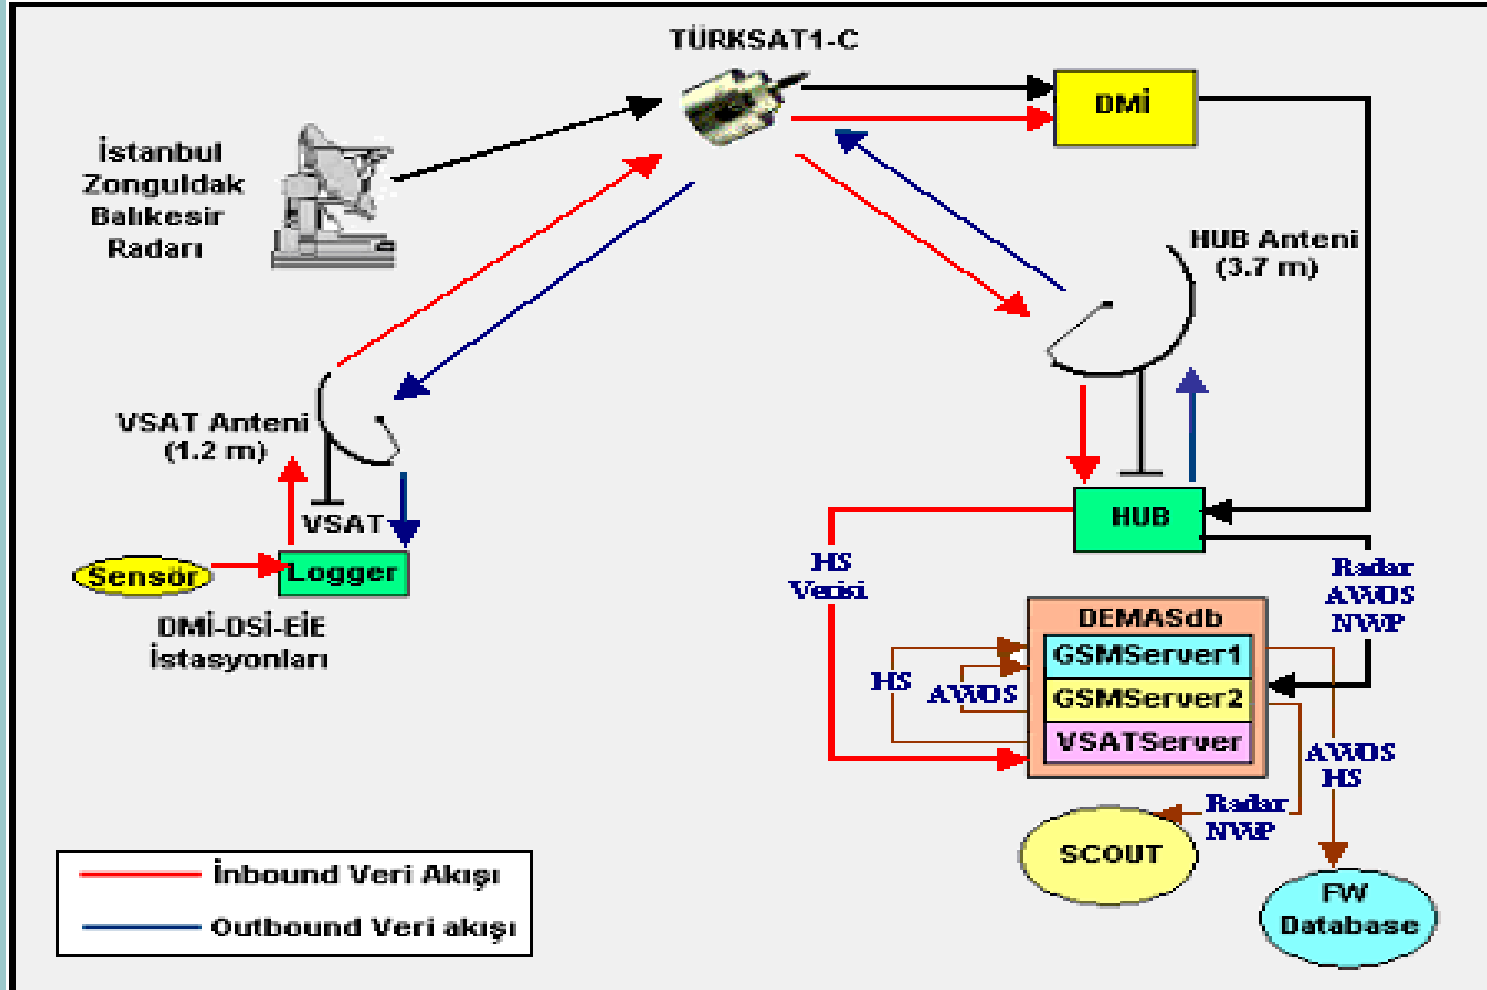 TÜRKSAT1-C
DMİ
İstanbul
Zonguldak
Balıkesir
Radarı
HUB Anteni
(3.7 m)
VSAT Anteni
(1.2 m)
VSAT
Sensör
Logger
DMİ-DSİ-EİE
İstasyonları
HUB
HS
Verisi
Radar
AWOS
NWP
DEMASdb
GSMServer1
GSMServer2
VSATServer
HS
AWOS
AWOS
HS
Radar
NWP
SCOUT
FW
Database
İnbound Veri Akışı
Outbound Veri akışı